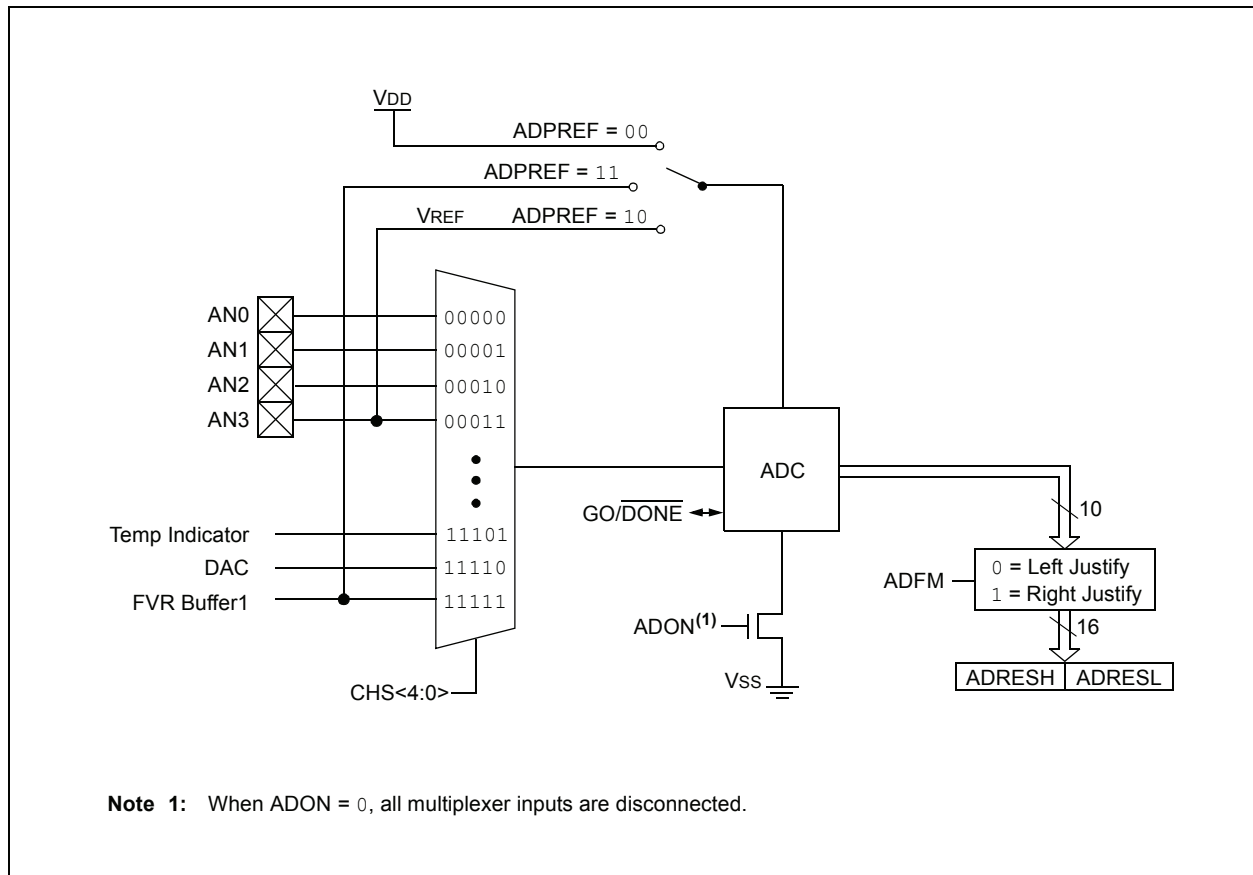 VDD
ADPREF = 00
ADPREF = 11
VREF ADPREF = 10
AN0
00000
AN1
00001
AN2
00010
AN3
00011
ADC
GO/DONE
10
Temp Indicator
11101
DAC
11110
FVR Buffer1
11111
ADFM
0 = Left Justify
1 = Right Justify
ADON(1)
16
VSS
CHS<4:0>
ADRESH ADRESL
Note 1: When ADON = 0, all multiplexer inputs are disconnected.